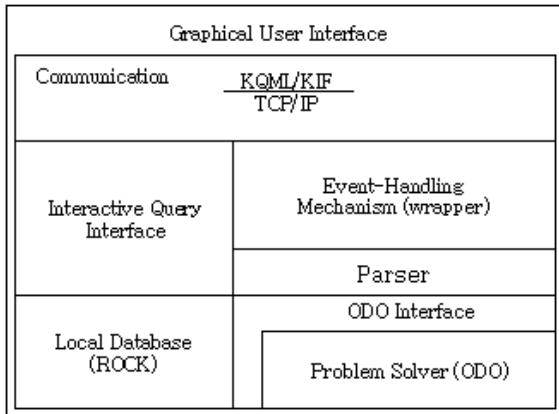 Graphical User Interface
Communication
KQML/KIF
TCP/IP
Interactive Query
Interface
Event-Handling
Mechanism (wrapper)
Parser
Local Database
(ROCK)
ODO Interface
Problem Solver (ODO)